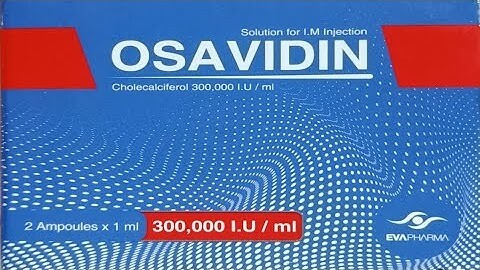 Solution for I.M Injection
OSAVIDIN
Cholecalciferol 300,000 I.U / ml
2 Ampoules x 1 ml 300,000 I.U / ml
EVAPHARMA